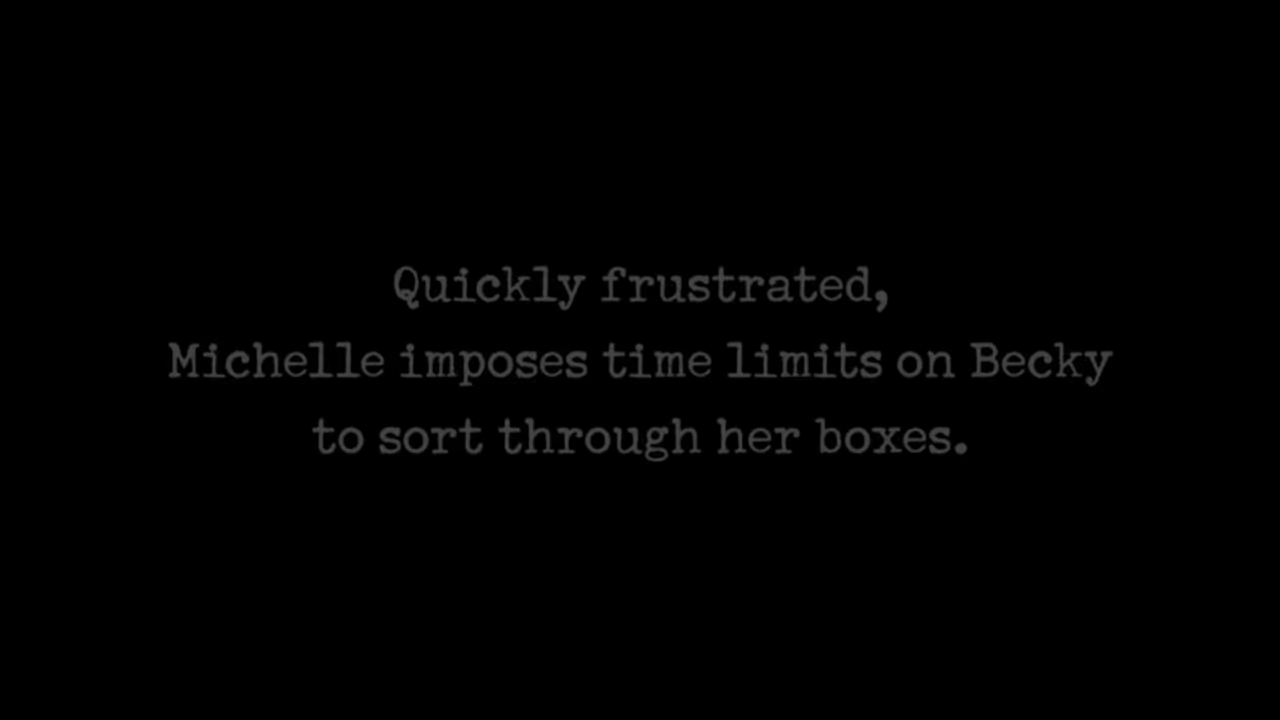 Quickly frustrated,
Michelle imposes time limits on Becky
to sort through her boxes.